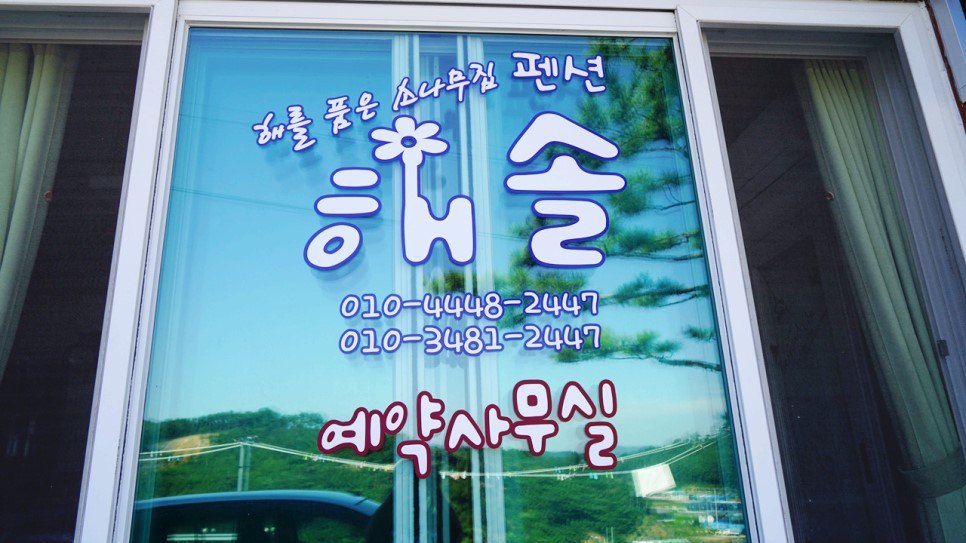 해를 품은 소나무집 펜션
해솔
010-4448-2447
010-3481-2447
예약사무실